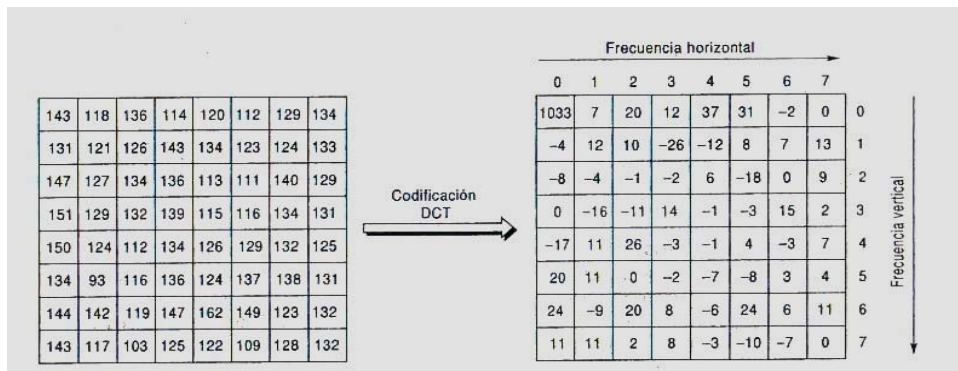 Frecuencia horizontal
0 1 2 3 4 5 6 7
143 118 136 114 120 112 129 134
131 121 126 143 134 123 124 133
147 127 134 136 113 111 140 129
151 129 132 139 115 116 134 131
150 124 112 134 126 129 132 125
134 93 116 136 124 137 138 131
144 142 119 147 162 149 123 132
143 117 103 125 122 109 128 132
Codificación
DCT
1033 7 20 12 37 31 -2 0 0
-4 12 10 -26 -12 8 7 13 1
-8 -4 -1 -2 6 -18 0 9 2
0 -16 -11 14 -1 -3 15 2 3
-17 11 26 -3 -1 4 -3 7 4
20 11 0 -2 -7 -8 3 4 5
24 -9 20 8 -6 24 6 11 6
11 11 2 8 -3 -10 -7 0 7
Frecuencia vertical